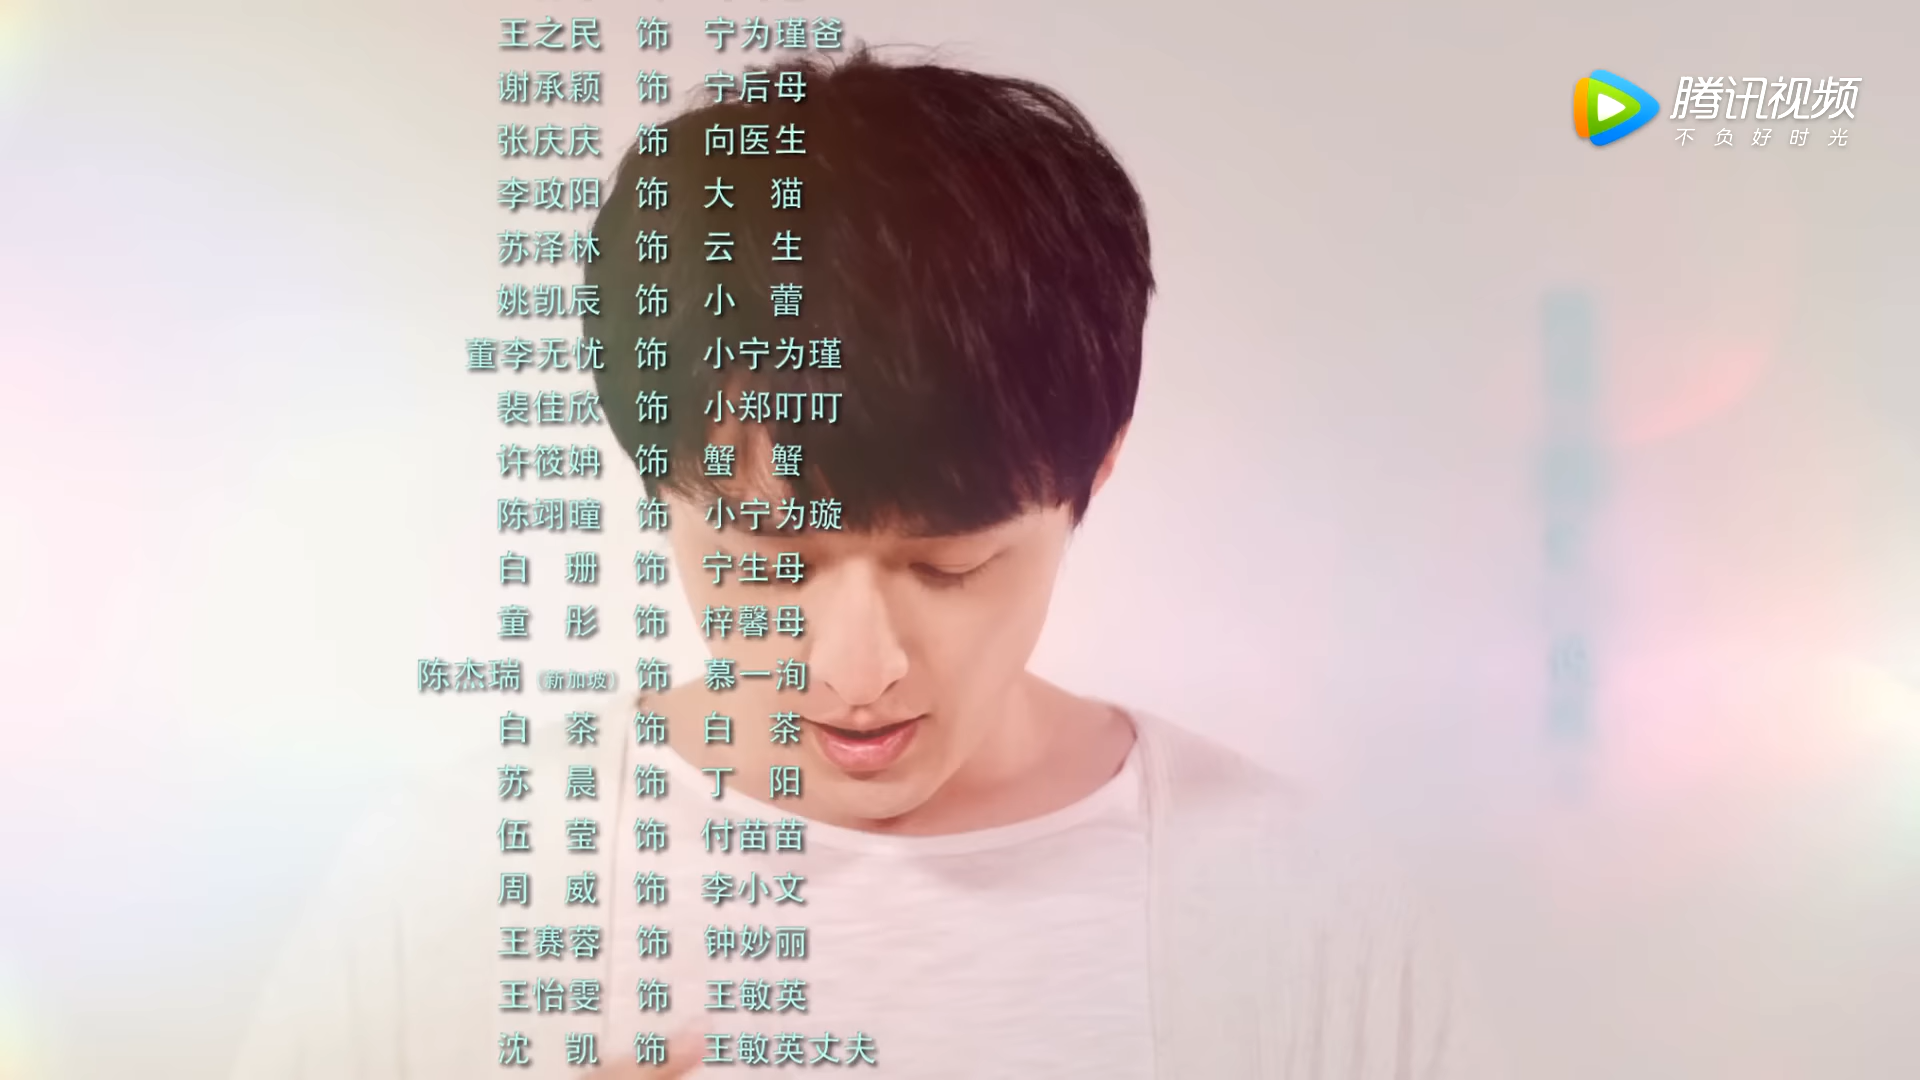 王之民 饰 宁为瑾爸
谢承颖 饰 宁后母
张庆庆 饰 向医生
李政阳 饰 大 猫
苏泽林 饰 云 生
姚凯辰 饰 小 蕾
董李无忧 饰 小宁为瑾
裴佳欣 饰 小郑叮叮
许筱姌 饰 蟹 蟹
陈翊曈 饰 小宁为璇
白 珊 饰 宁生母
童 彤 饰 梓馨母
陈杰瑞（新加坡） 饰 慕一洵
白 茶 饰 白 茶
苏 晨 饰 丁 阳
伍 莹 饰 付苗苗
周 威 饰 李小文
王赛蓉 饰 钟妙丽
王怡雯 饰 王敏英
沈 凯 饰 王敏英丈夫
腾讯视频
不负好时光